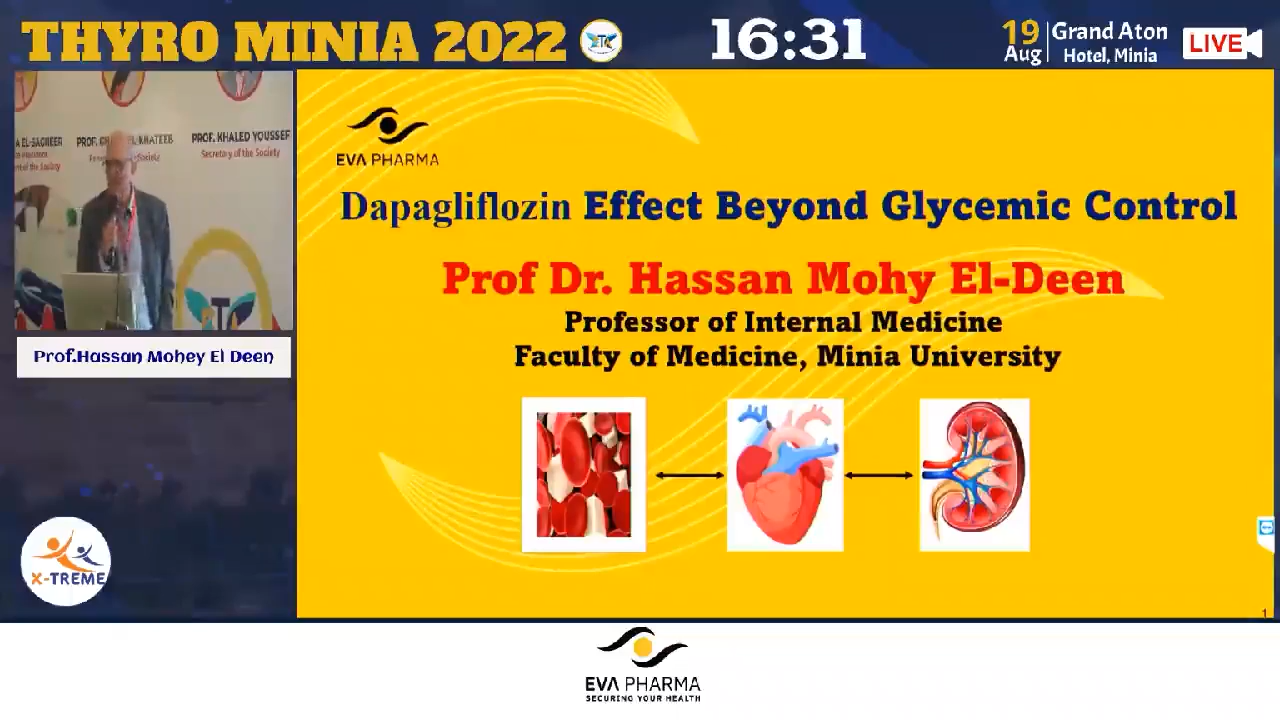 THYRO MINIA 2022
16:31
19
Aug
Grand Aton
Hotel, Minia
LIVE
PROF. KHALED YOUSSEF
Secretary of the Society
EVA PHARMA
Dapagliflozin Effect Beyond Glycemic Control
Prof Dr. Hassan Mohy El-Deen
Professor of Internal Medicine
Faculty of Medicine, Minia University
Prof.Hassan Mohey El Deen
X-TREME
1
EVA PHARMA
SECURING YOUR HEALTH